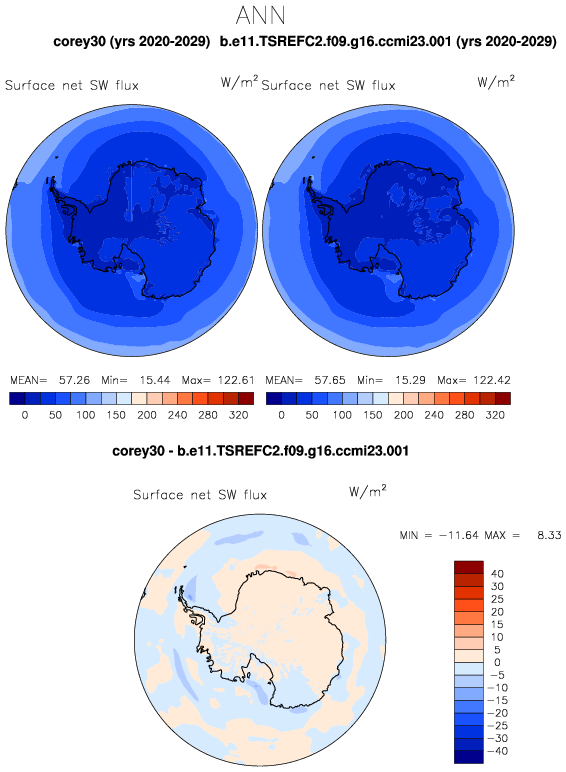 ANN
corey30 (yrs 2020-2029) b.e11.TSREFC2.f09.g16.ccmi23.001 (yrs 2020-2029)
Surface net SW flux W/m² Surface net SW flux W/m²
MEAN= 57.26 Min= 15.44 Max= 122.61 MEAN= 57.65 Min= 15.29 Max= 122.42
0 50 100 150 200 240 280 320 0 50 100 150 200 240 280 320
corey30 - b.e11.TSREFC2.f09.g16.ccmi23.001
Surface net SW flux W/m²
MIN = -11.64 MAX = 8.33
40
30
25
20
15
10
5
0
-5
-10
-15
-20
-25
-30
-40